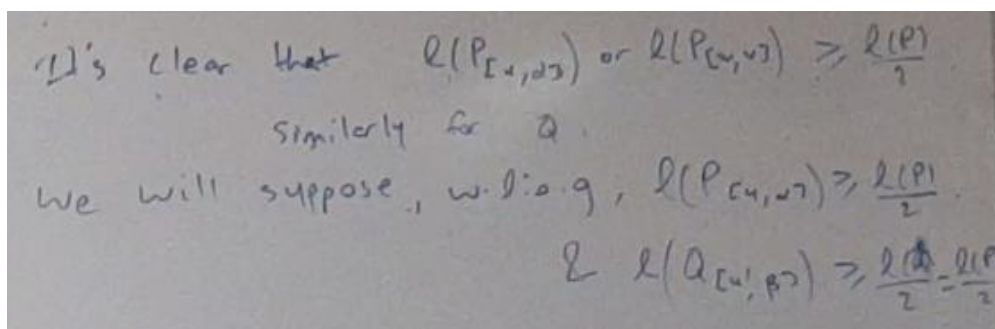 It's clear that l(P[u,α]) or l(P[α,v]) ≥ l(P)/2.
similarly for Q.
we will suppose, w.l.o.g, l(P[u,α]) ≥ l(P)/2.
& l(Q[u',β]) ≥ l(Q)/2 = l(P)/2